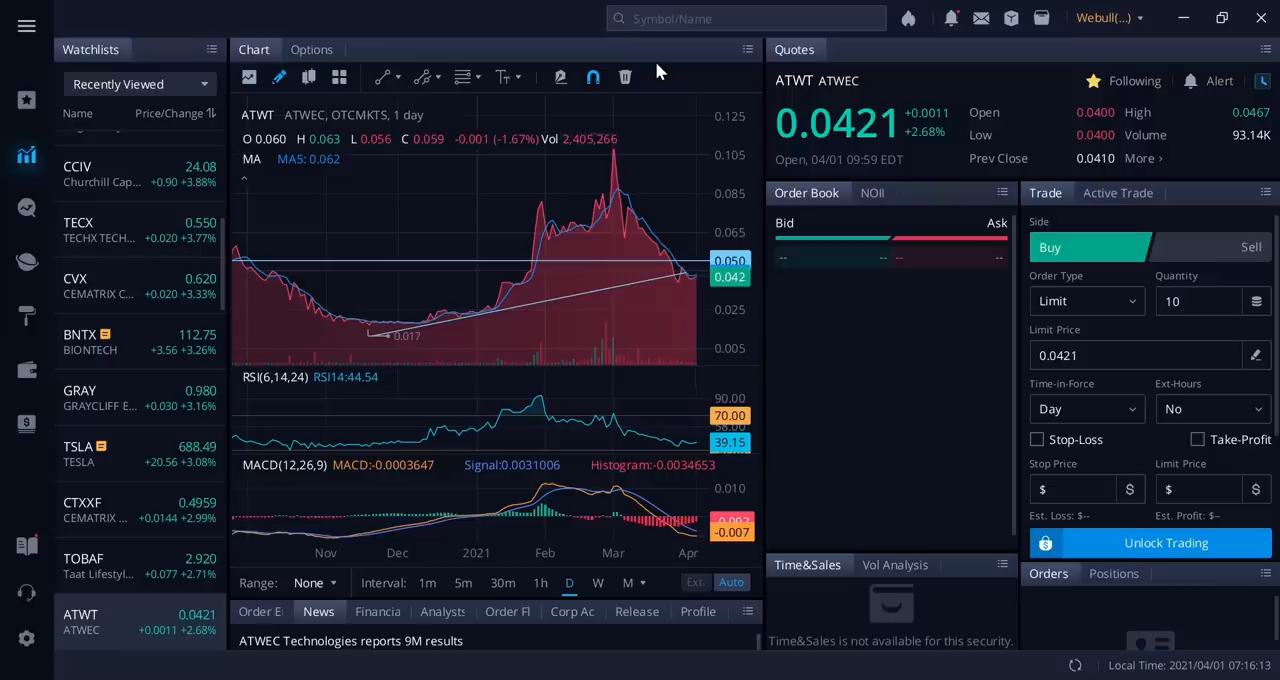 Symbol/Name
Webull(...)
Watchlists
Recently Viewed
Name Price/Change
CCIV 24.08
Churchill Cap... +0.90 +3.88%
TECX 0.550
TECHX TECH... +0.020 +3.77%
CVX 0.620
CEMATRIX C... +0.020 +3.33%
BNTX 112.75
BIONTECH +3.56 +3.26%
GRAY 0.980
GRAYCLIFF E... +0.030 +3.16%
TSLA 688.49
TESLA +20.56 +3.08%
CTXXF 0.4959
CEMATRIX ... +0.0144 +2.99%
TOBAF 2.920
Taat Lifestyl... +0.077 +2.71%
ATWT 0.0421
ATWEC +0.0011 +2.68%
Chart Options
ATWT ATWEC, OTCMKTS, 1 day
O 0.060 H 0.063 L 0.056 C 0.059 -0.001 (-1.67%) Vol 2,405,266
MA MA5: 0.062
0.125
0.105
0.085
0.065
0.050
0.042
0.025
0.005
0.017
RSI(6,14,24) RSI14:44.54
90.00
70.00
39.15
MACD(12,26,9) MACD:-0.0003647 Signal:0.0031006 Histogram:-0.0034653
0.010
-0.007
Nov Dec 2021 Feb Mar Apr
Range: None Interval: 1m 5m 30m 1h D W M Ext. Auto
Order E News Financia Analysts Order Fl Corp Ac Release Profile
ATWEC Technologies reports 9M results
Quotes
ATWT ATWEC Following Alert
0.0421 +0.0011 +2.68%
Open, 04/01 09:59 EDT
Open 0.0400 High 0.0467
Low 0.0400 Volume 93.14K
Prev Close 0.0410 More ›
Order Book NOII
Bid Ask
-- -- -- --
Time&Sales Vol Analysis
Time&Sales is not available for this security.
Trade Active Trade
Side
Buy Sell
Order Type Quantity
Limit 10
Limit Price
0.0421
Time-in-Force Ext-Hours
Day No
Stop-Loss Take-Profit
Stop Price Limit Price
$ $ $ $
Est. Loss: $-- Est. Profit: $--
Unlock Trading
Orders Positions
Local Time: 2021/04/01 07:16:13